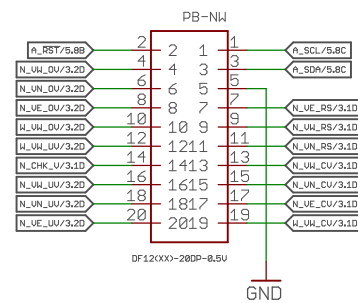 PB-NW
A_RST/5.8B 2 2 1 1 A_SCL/5.8C
N_VW_OV/3.2D 4 4 3 3 A_SDA/5.8C
N_VN_OV/3.2D 6 6 5 5
N_VE_OV/3.2D 8 8 7 7 N_VE_RS/3.1D
W_VW_OV/3.2D 10 10 9 9 N_VW_RS/3.1D
W_VW_UV/3.2D 12 12 11 11 N_VN_RS/3.1D
N_CHK_V/3.1D 14 14 13 13 N_VW_CV/3.1D
N_VW_UV/3.2D 16 16 15 15 N_VN_CV/3.1D
N_VN_UV/3.2D 18 18 17 17 N_VE_CV/3.1D
N_VE_UV/3.2D 20 20 19 19 W_VW_CV/3.1D
DF12(XX)-20DP-0.5V
GND